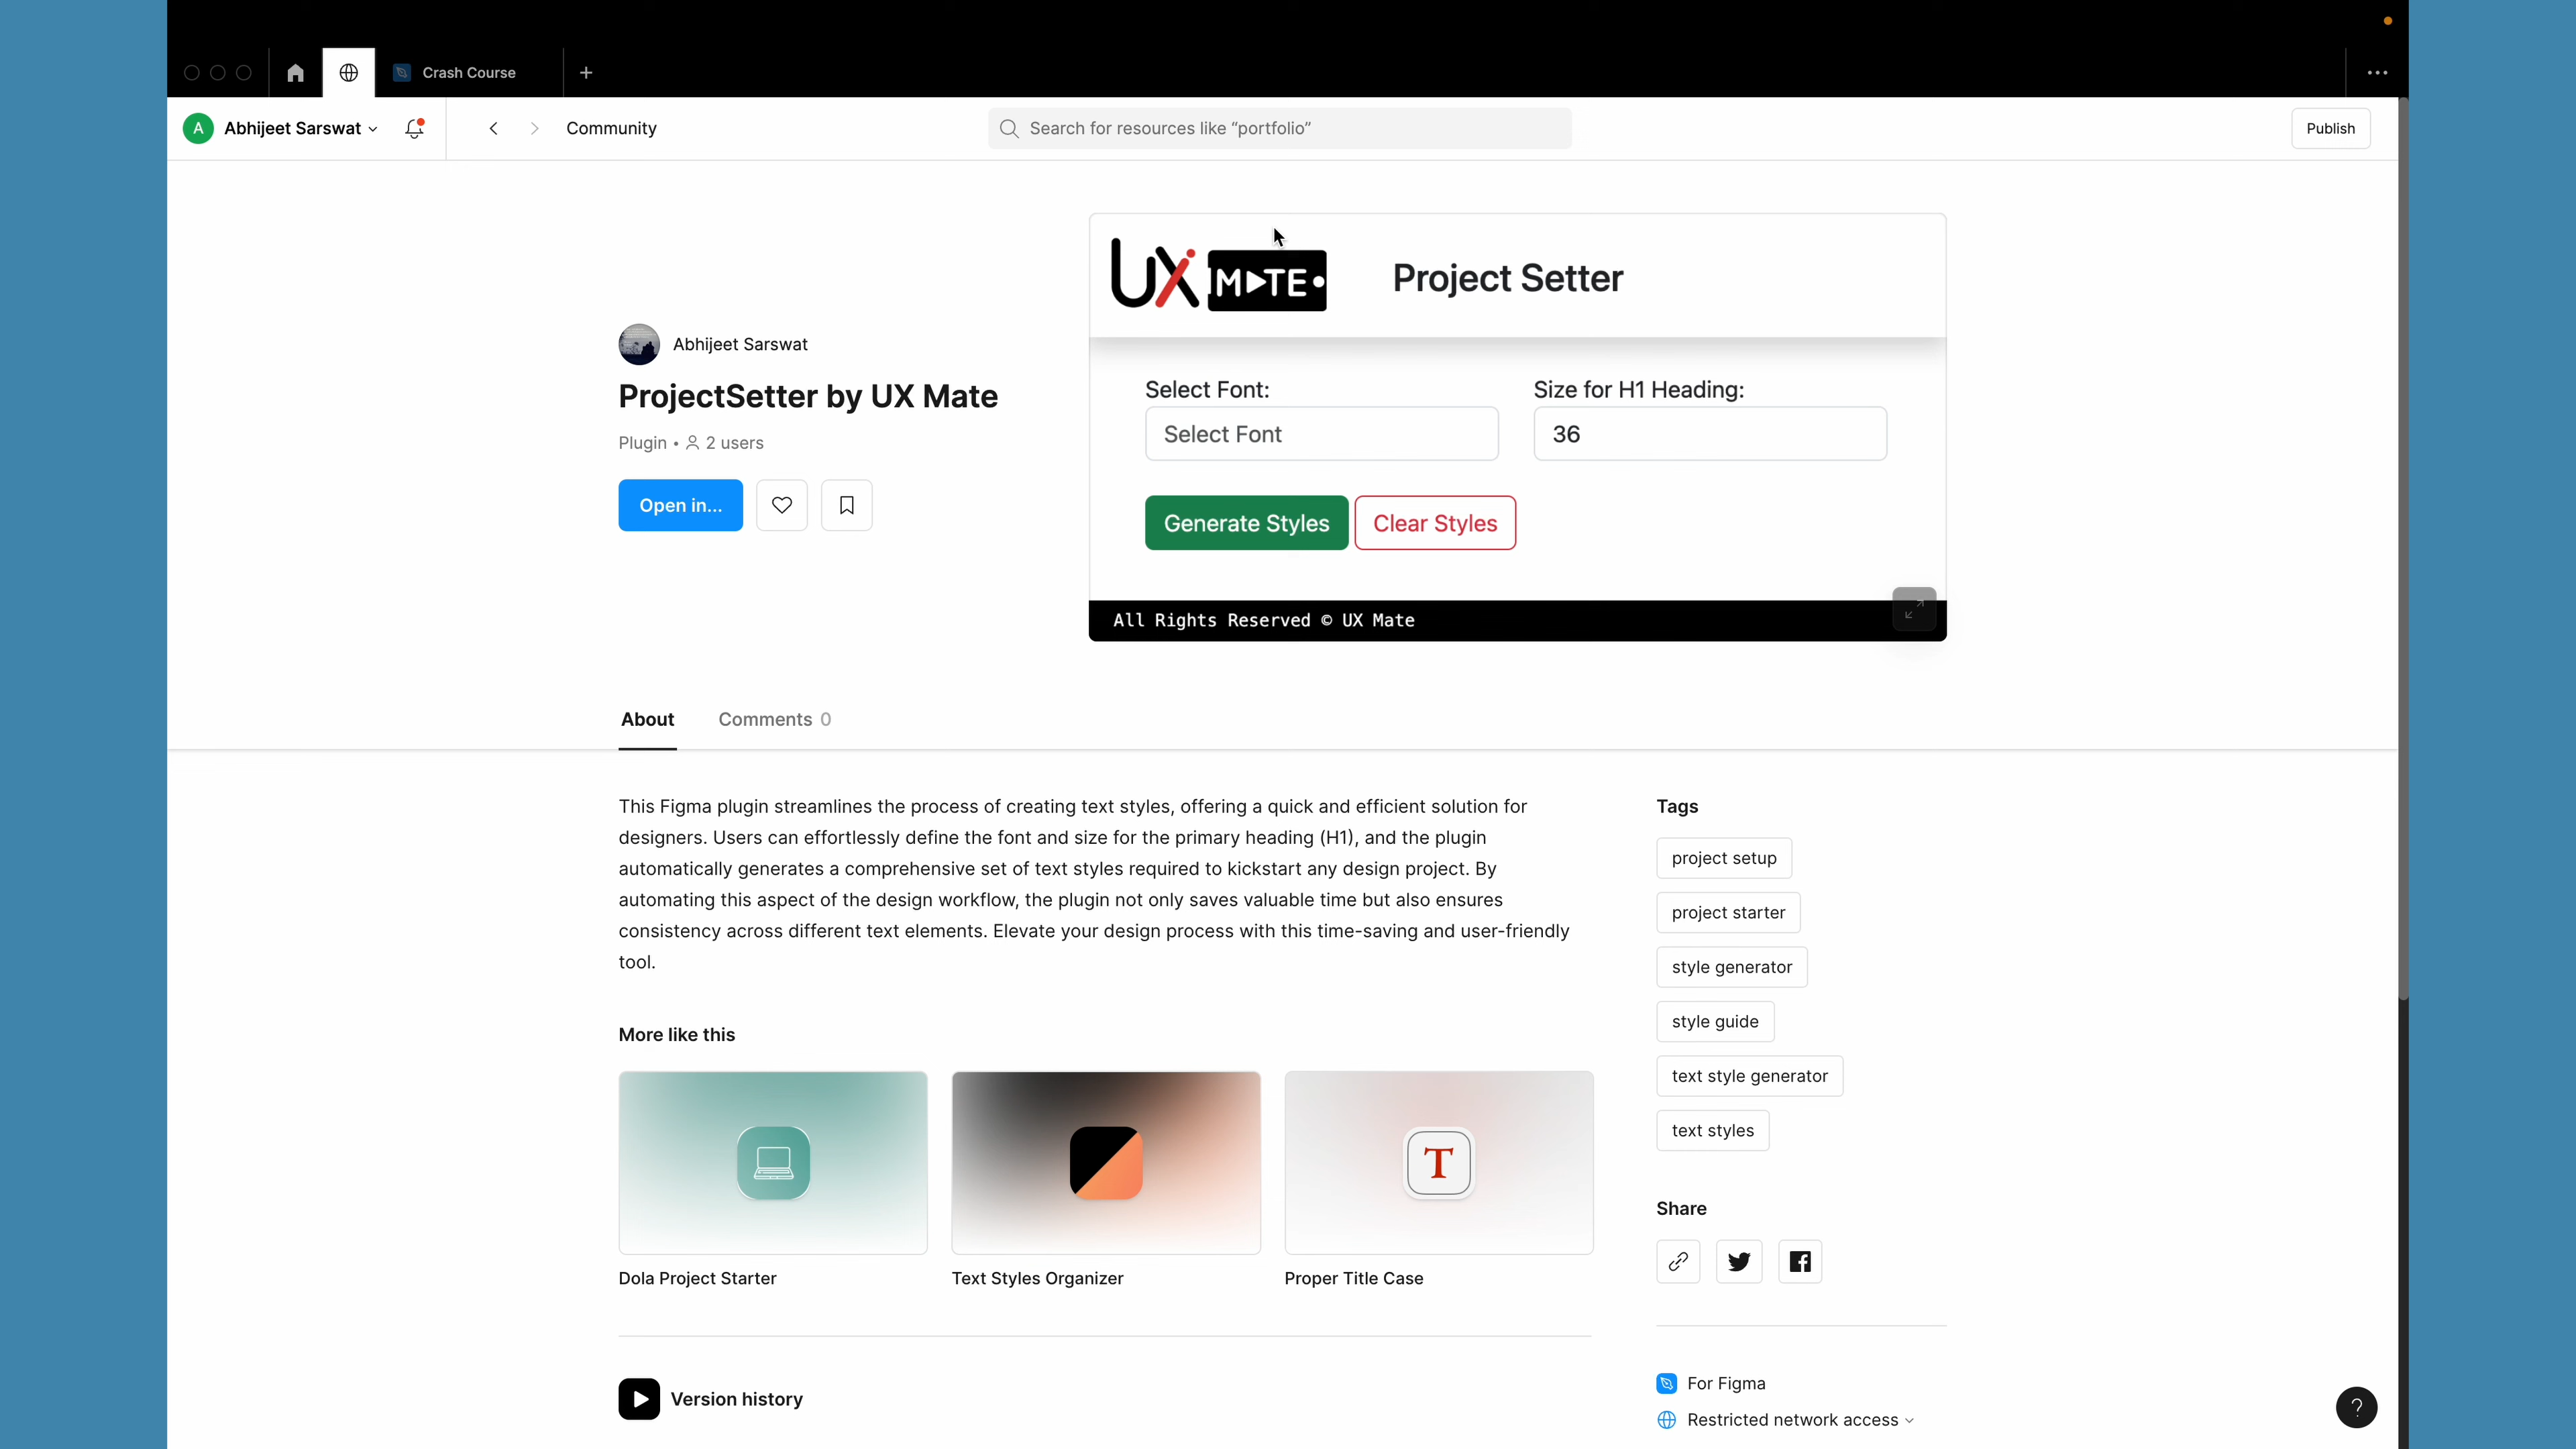 Crash Course
A Abhijeet Sarswat
Community
Search for resources like “portfolio”
Publish
Abhijeet Sarswat
ProjectSetter by UX Mate
Plugin • 2 users
Open in...
UX MATE
Project Setter
Select Font:
Size for H1 Heading:
Select Font
36
Generate Styles
Clear Styles
All Rights Reserved © UX Mate
About
Comments 0
This Figma plugin streamlines the process of creating text styles, offering a quick and efficient solution for
designers. Users can effortlessly define the font and size for the primary heading (H1), and the plugin
automatically generates a comprehensive set of text styles required to kickstart any design project. By
automating this aspect of the design workflow, the plugin not only saves valuable time but also ensures
consistency across different text elements. Elevate your design process with this time-saving and user-friendly
tool.
More like this
T
Dola Project Starter
Text Styles Organizer
Proper Title Case
Version history
Tags
project setup
project starter
style generator
style guide
text style generator
text styles
Share
For Figma
Restricted network access
?